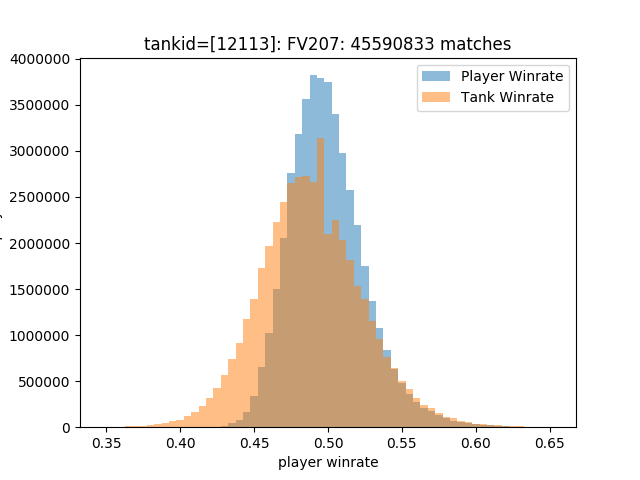 tankid=[12113]: FV207: 45590833 matches
Player Winrate
Tank Winrate
4000000
3500000
3000000
2500000
2000000
1500000
1000000
500000
0
0.35 0.40 0.45 0.50 0.55 0.60 0.65
player winrate